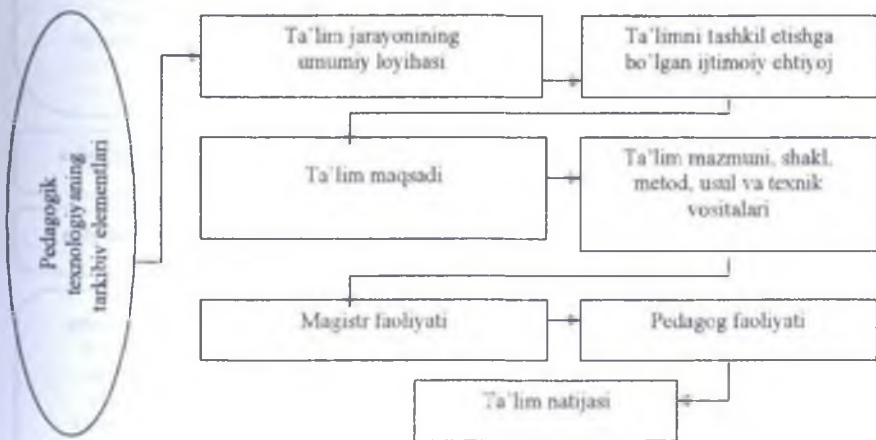 Pedagogik
texnologiyaning
tarkibiy elementlari
Ta`lim jarayonining
umumiy loyihasi
Ta`limni tashkil etishga
bo`lgan ijtimoiy ehtiyoj
Ta`lim maqsadi
Ta`lim mazmuni, shakl,
metod, usul va texnik
vositalari
Magistr faoliyati
Pedagog faoliyati
Ta`lim natijasi